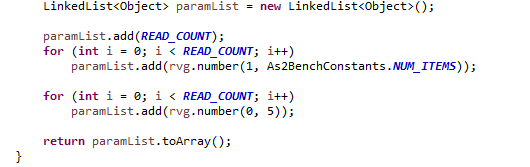 LinkedList<Object> paramList = new LinkedList<Object>();
paramList.add(READ_COUNT);
for (int i = 0; i < READ_COUNT; i++)
paramList.add(rvg.number(1, As2BenchConstants.NUM_ITEMS));
for (int i = 0; i < READ_COUNT; i++)
paramList.add(rvg.number(0, 5));
return paramList.toArray();
}